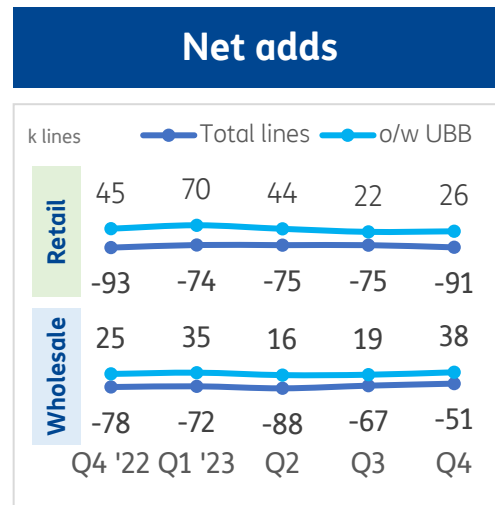 Net adds
k lines
Total lines
o/w UBB
Retail
45 70 44 22 26
-93 -74 -75 -75 -91
Wholesale
25 35 16 19 38
-78 -72 -88 -67 -51
Q4 '22 Q1 '23 Q2 Q3 Q4